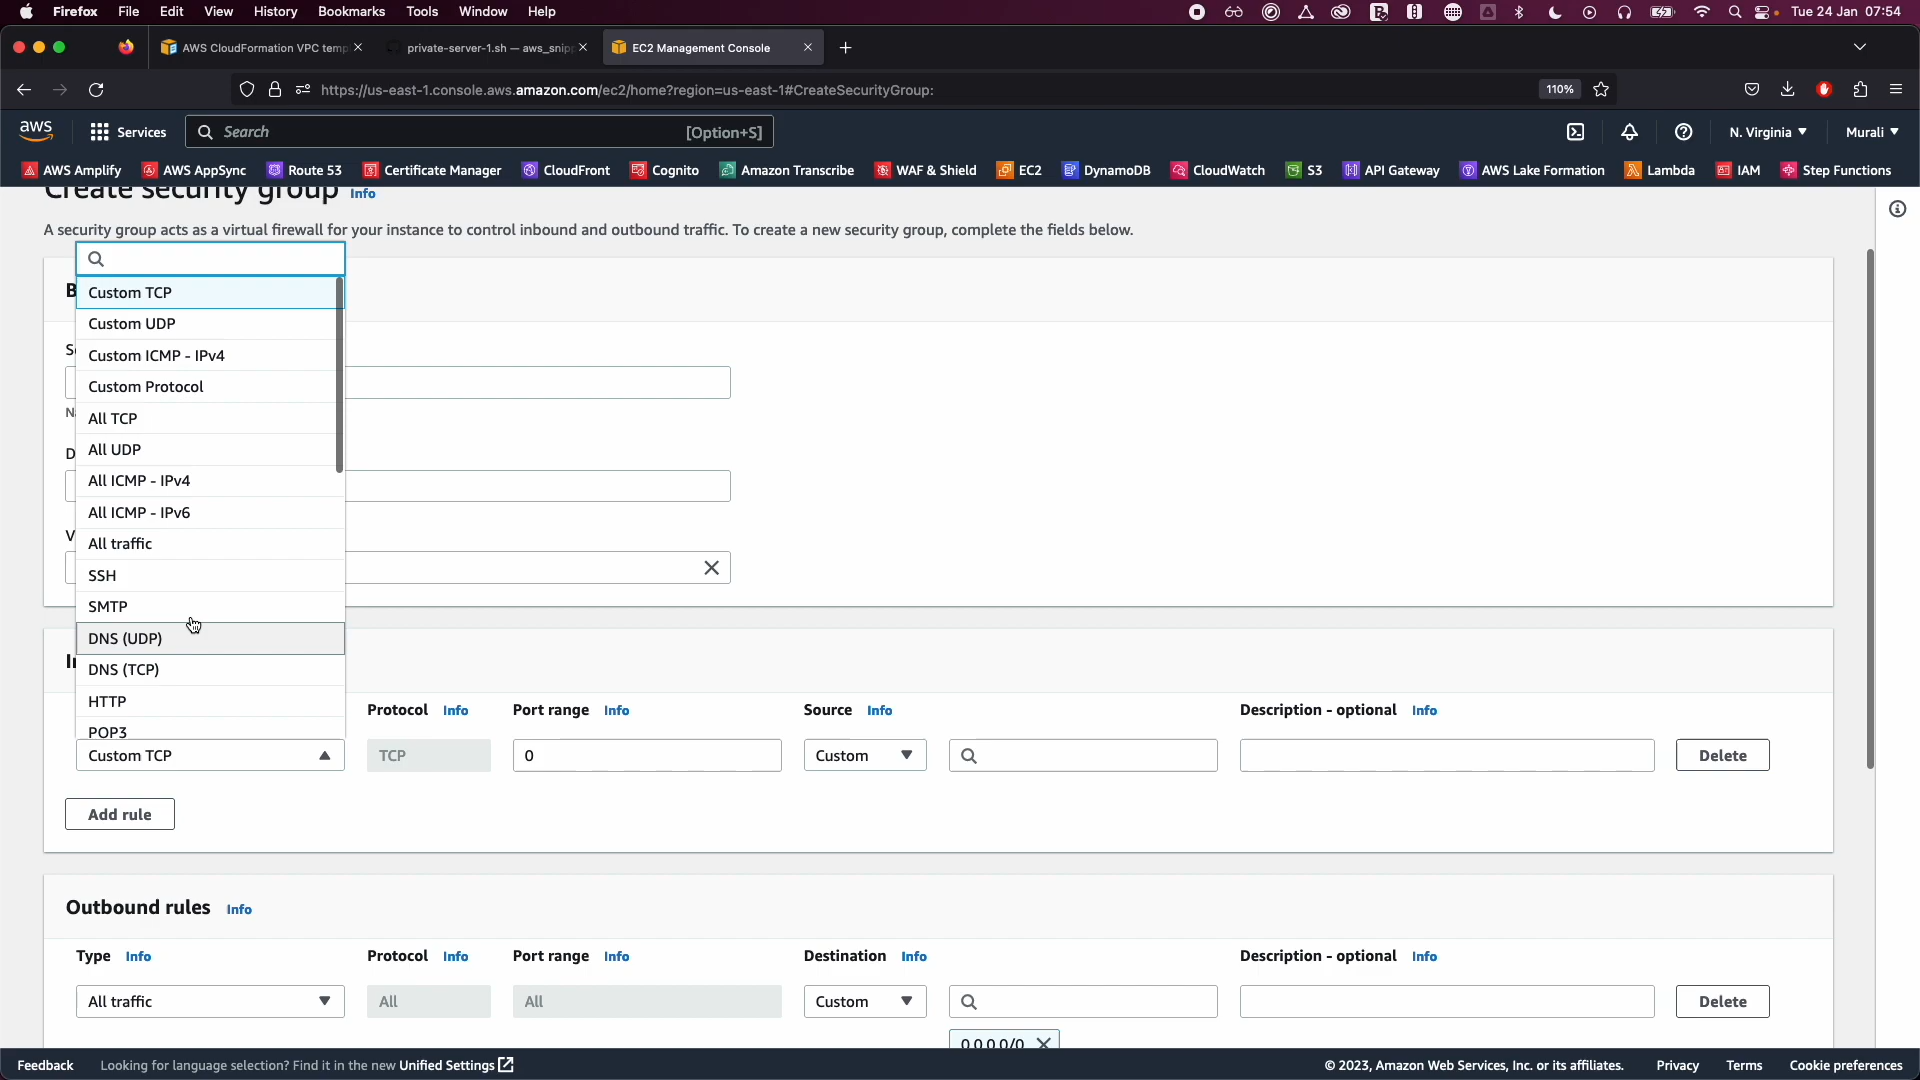 Firefox File Edit View History Bookmarks Tools Window Help Tue 24 Jan 07:54
AWS CloudFormation VPC temp private-server-1.sh — aws_snip EC2 Management Console
https://us-east-1.console.aws.amazon.com/ec2/home?region=us-east-1#CreateSecurityGroup: 110%
aws Services Search [Option+S] N. Virginia Murali
AWS Amplify AWS AppSync Route 53 Certificate Manager CloudFront Cognito Amazon Transcribe WAF & Shield EC2 DynamoDB CloudWatch S3 API Gateway AWS Lake Formation Lambda IAM Step Functions
Create security group Info
A security group acts as a virtual firewall for your instance to control inbound and outbound traffic. To create a new security group, complete the fields below.
B
Custom TCP
Custom UDP
S
Custom ICMP - IPv4
Custom Protocol
Na
All TCP
All UDP
D
All ICMP - IPv4
All ICMP - IPv6
V
All traffic
SSH
SMTP
DNS (UDP)
In
DNS (TCP)
HTTP
Protocol Info Port range Info Source Info Description - optional Info
POP3
Custom TCP TCP 0 Custom Delete
Add rule
Outbound rules Info
Type Info Protocol Info Port range Info Destination Info Description - optional Info
All traffic All All Custom Delete
0.0.0.0/0
Feedback Looking for language selection? Find it in the new Unified Settings © 2023, Amazon Web Services, Inc. or its affiliates. Privacy Terms Cookie preferences